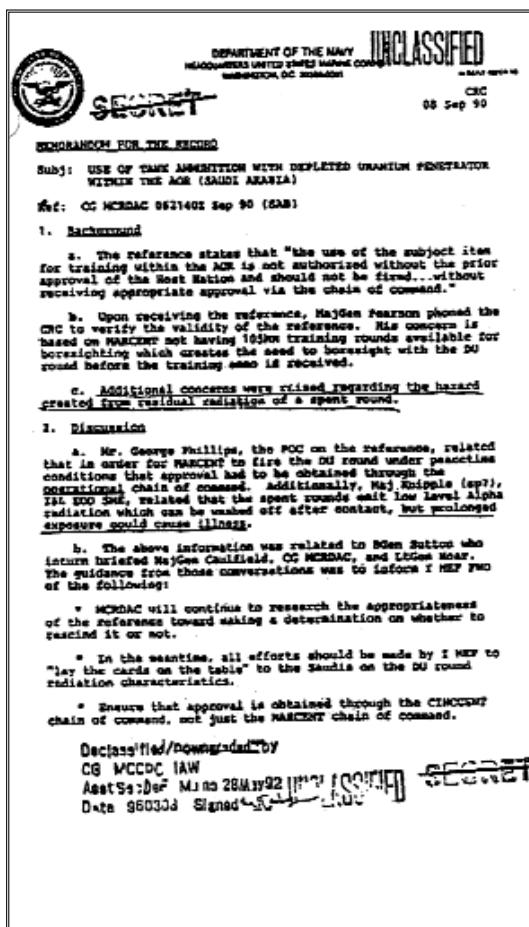 UNCLASSIFIED
DEPARTMENT OF THE NAVY
HEADQUARTERS UNITED STATES MARINE CORPS
WASHINGTON, D.C.
CRC
08 Sep 90
SECRET
MEMORANDUM FOR THE RECORD
Subj: USE OF TANK AMMUNITION WITH DEPLETED URANIUM PENETRATOR
WITHIN THE AOR (SAUDI ARABIA)
Ref: CG MCRDAC 062140Z Sep 90 (SAB)
1. Background
a. The reference states that "the use of the subject item
for training within the AOR is not authorized without the prior
approval of the Host Nation and should not be fired...without
receiving appropriate approval via the chain of command."
b. Upon receiving the reference, MajGen Pearson phoned the
CRC to verify the validity of the reference. His concern is
based on MARCENT not having 105mm training rounds available for
boresighting which creates the need to boresight with the DU
round before the training ammo is received.
c. Additional concerns were raised regarding the hazard
created from residual radiation of a spent round.
2. Discussion
a. Mr. George Phillips, the POC on the reference, related
that in order for MARCENT to fire the DU round under peacetime
conditions that approval had to be obtained through the
operational chain of command. Additionally, Maj Knipple (sp?),
I&L EOD SME, related that the spent rounds emit low level Alpha
radiation which can be washed off after contact, but prolonged
exposure could cause illness.
b. The above information was related to BGen Sutton who
inturn briefed MajGen Caulfield, CG MCRDAC, and LtGen Hoar.
The guidance from those conversations was to inform I MEF FWD
of the following:
* MCRDAC will continue to research the appropriateness
of the reference toward making a determination on whether to
rescind it or not.
* In the meantime, all efforts should be made by I MEF to
"lay the cards on the table" to the Saudis on the DU round
radiation characteristics.
* Ensure that approval is obtained through the CINCCENT
chain of command, not just the MARCENT chain of command.
Declassified/Downgraded by
CG MCCDC IAW
Asst SecDef Memo 28May92
Date 960308 Signed
UNCLASSIFIED
SECRET